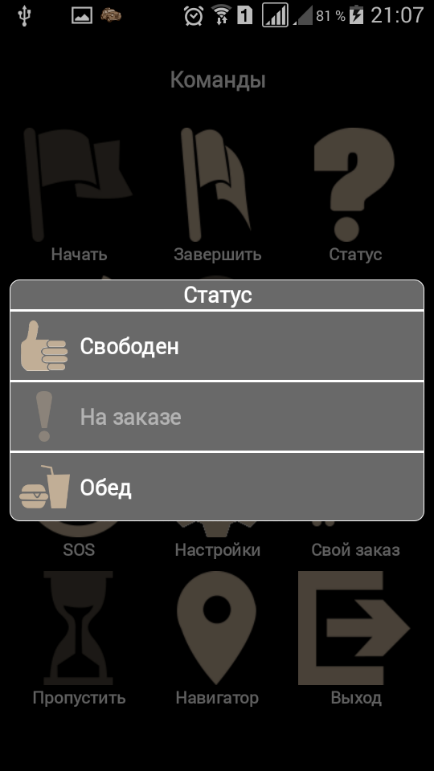 1 81 % 21:07
Команды
Начать Завершить Статус
Статус
Свободен
На заказе
Обед
SOS Настройки Свой заказ
Пропустить Навигатор Выход